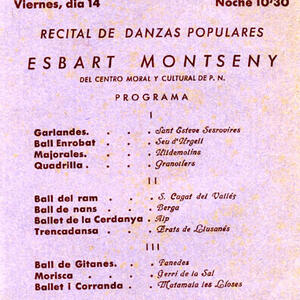 Viernes, dia 14 Noche 10'30
RECITAL DE DANZAS POPULARES
ESBART MONTSENY
DEL CENTRO MORAL Y CULTURAL DE P. N.
PROGRAMA
I
Garlandes. . . . Sant Esteve Sesrovires
Ball Enrobat . . . Seu d'Urgell
Majorales. . . . Ulldemolins
Quadrilla . . . . Granollers
II
Ball del ram . . . S. Cugat del Vallés
Ball de nans . . . Berga
Ballet de la Cerdanya . Alp
Trencadansa . . . Prats de Llusanés
III
Ball de Gitanes. . . Panedes
Morisca . . . . Gerri de la Sal
Ballet i Corranda . . Matamala les Lloses